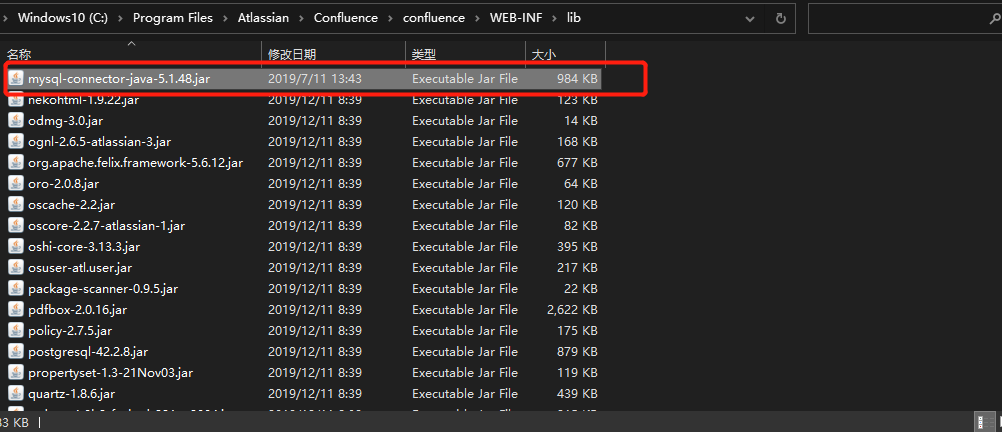 Windows10 (C:) > Program Files > Atlassian > Confluence > confluence > WEB-INF > lib
名称 修改日期 类型 大小
mysql-connector-java-5.1.48.jar 2019/7/11 13:43 Executable Jar File 984 KB
nekohtml-1.9.22.jar 2019/12/11 8:39 Executable Jar File 123 KB
odmg-3.0.jar 2019/12/11 8:39 Executable Jar File 14 KB
ognl-2.6.5-atlassian-3.jar 2019/12/11 8:39 Executable Jar File 168 KB
org.apache.felix.framework-5.6.12.jar 2019/12/11 8:39 Executable Jar File 677 KB
oro-2.0.8.jar 2019/12/11 8:39 Executable Jar File 64 KB
oscache-2.2.jar 2019/12/11 8:39 Executable Jar File 120 KB
oscore-2.2.7-atlassian-1.jar 2019/12/11 8:39 Executable Jar File 82 KB
oshi-core-3.13.3.jar 2019/12/11 8:39 Executable Jar File 395 KB
osuser-atl.user.jar 2019/12/11 8:39 Executable Jar File 217 KB
package-scanner-0.9.5.jar 2019/12/11 8:39 Executable Jar File 22 KB
pdfbox-2.0.16.jar 2019/12/11 8:39 Executable Jar File 2,622 KB
policy-2.7.5.jar 2019/12/11 8:39 Executable Jar File 175 KB
postgresql-42.2.8.jar 2019/12/11 8:39 Executable Jar File 879 KB
propertyset-1.3-21Nov03.jar 2019/12/11 8:39 Executable Jar File 119 KB
quartz-1.8.6.jar 2019/12/11 8:39 Executable Jar File 439 KB
KB